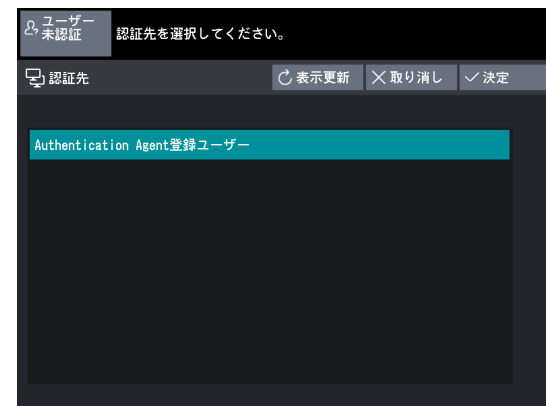 ユーザー
未認証
認証先を選択してください。
認証先
表示更新
取り消し
決定
Authentication Agent登録ユーザー